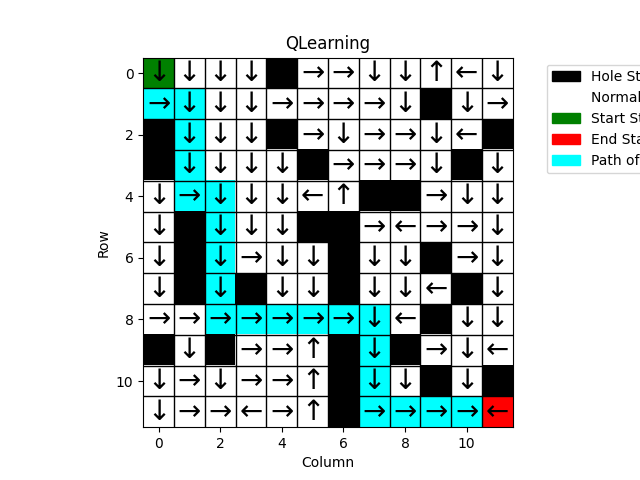 QLearning
Hole St
Normal
Start St
End Sta
Path of
0
2
4
6
8
10
Row
0 2 4 6 8 10
Column